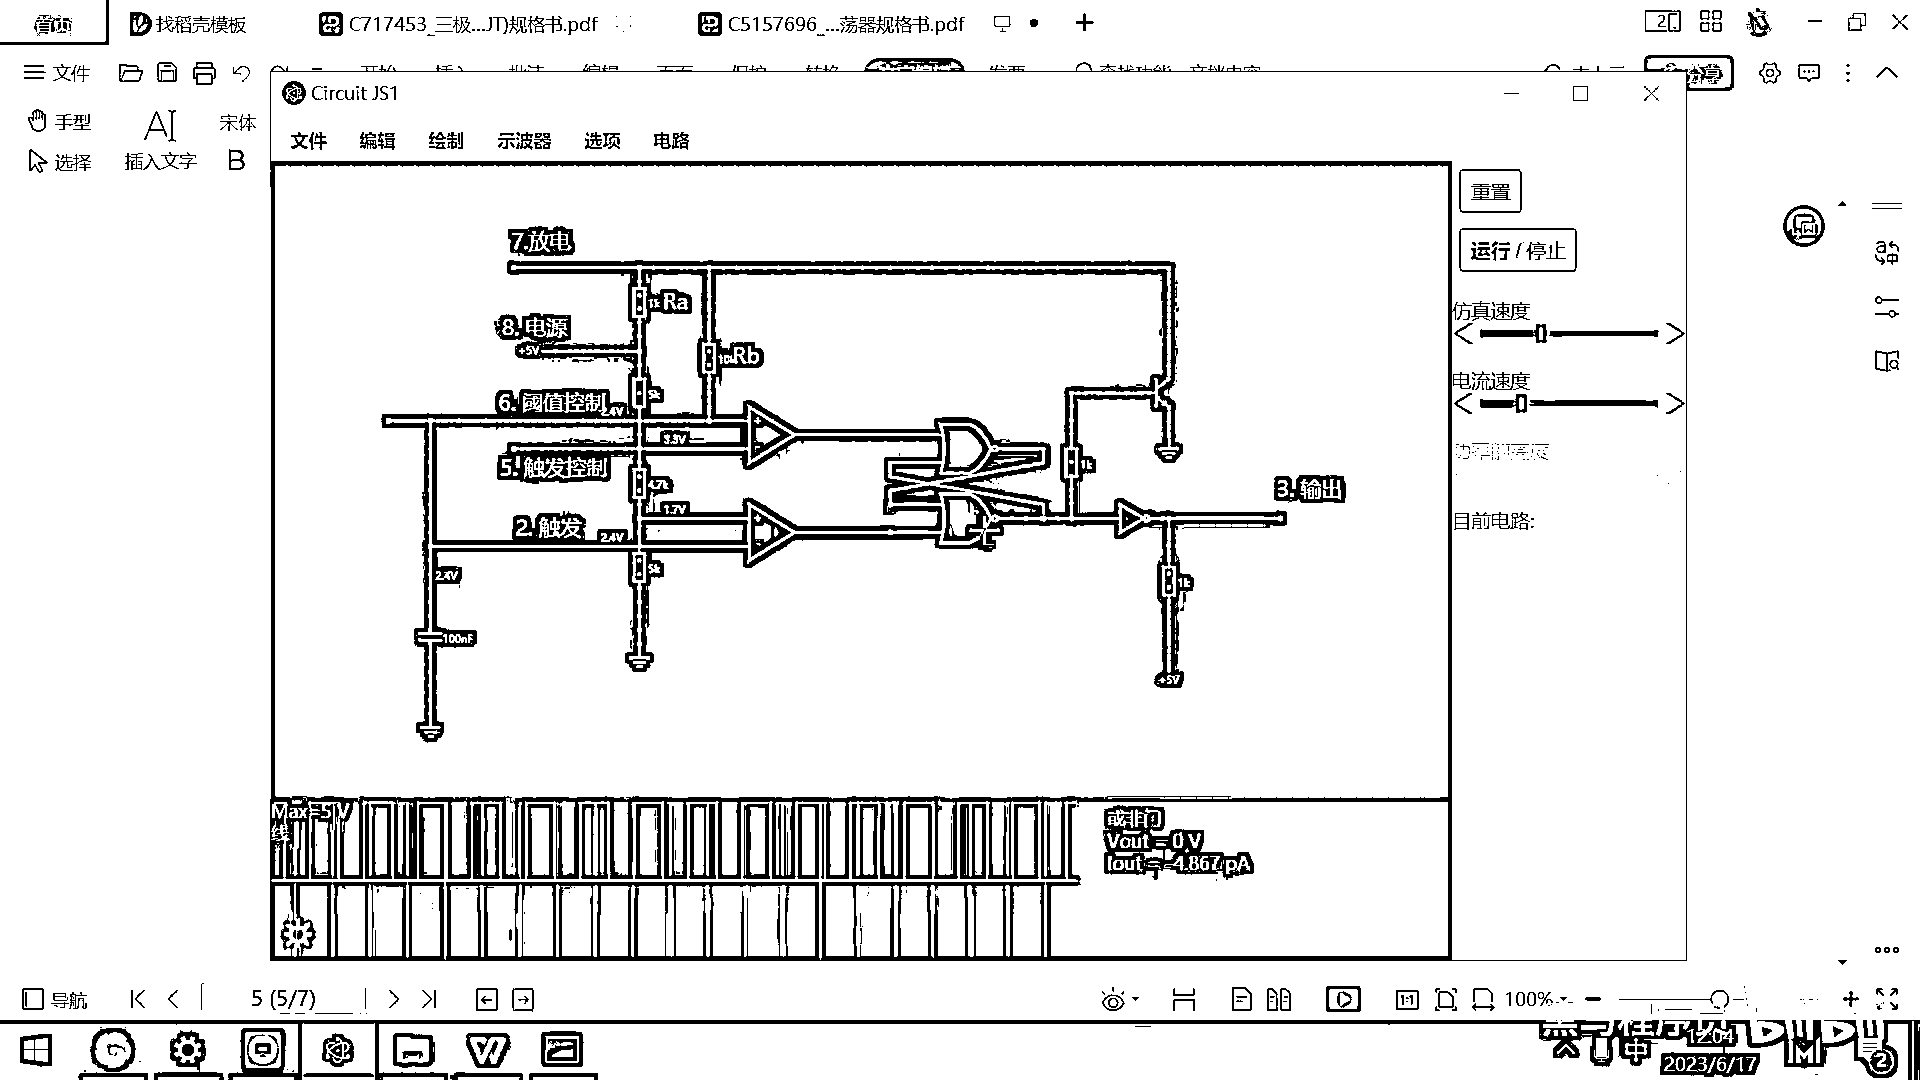 首页 找稻壳模板 C717453_三极...JT)规格书.pdf C5157696_...荡器规格书.pdf
文件
手型 宋体
选择 插入文字 B
Circuit JS1
文件 编辑 绘制 示波器 选项 电路
重置
运行 / 停止
仿真速度
电流速度
目前电路:
7.放电
Ra
8. 电源
+5V
Rb
5k
6. 阈值控制
2.4V
3.3V
5. 触发控制
4.7k
1k
3. 输出
1.7V
2. 触发
2.4V
5k
2.4V
1k
100nF
+5V
Max=5 V
线
或非门
Vout = 0 V
Iout = -4.867 pA
导航 5 (5/7) 100%
中
12:04
2023/6/17
2